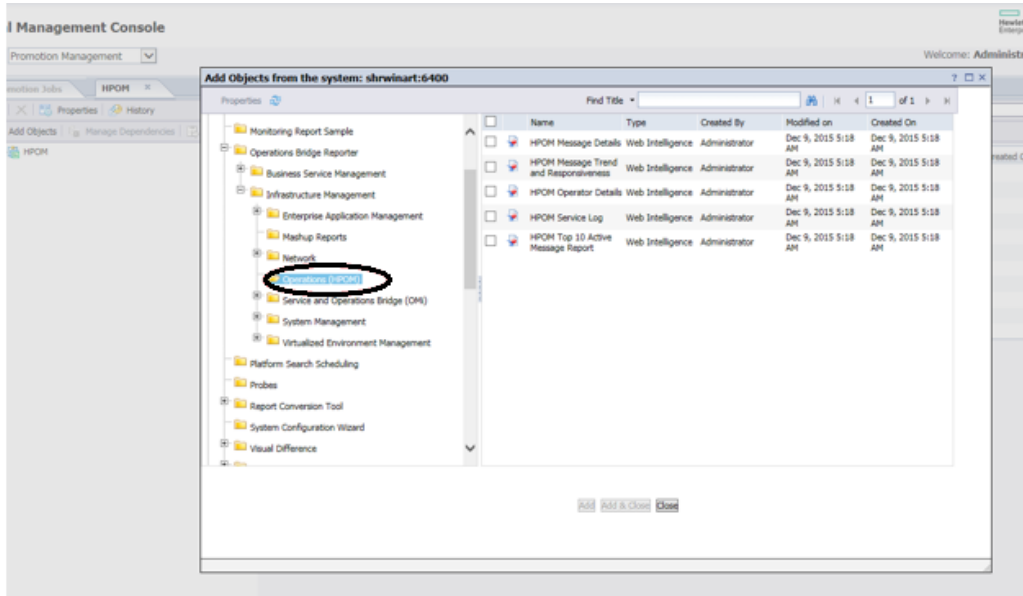 l Management Console
Hewle
Enterp
Promotion Management
Welcome: Administr
motion Jobs HPOM ×
Add Objects from the system: shrwinart:6400 ? ×
Properties History
Properties Find Title 1 of 1
Add Objects Manage Dependencies
HPOM
reated O
Monitoring Report Sample
Operations Bridge Reporter
Business Service Management
Infrastructure Management
Enterprise Application Management
Mashup Reports
Network
Operations (HPOM)
Service and Operations Bridge (OMi)
System Management
Virtualized Environment Management
Platform Search Scheduling
Probes
Report Conversion Tool
System Configuration Wizard
Visual Difference
Name Type Created By Modified on Created On
HPOM Message Details Web Intelligence Administrator Dec 9, 2015 5:18 Dec 9, 2015 5:18
AM AM
HPOM Message Trend Web Intelligence Administrator Dec 9, 2015 5:18 Dec 9, 2015 5:18
and Responsiveness AM AM
HPOM Operator Details Web Intelligence Administrator Dec 9, 2015 5:18 Dec 9, 2015 5:18
AM AM
HPOM Service Log Web Intelligence Administrator Dec 9, 2015 5:18 Dec 9, 2015 5:18
AM AM
HPOM Top 10 Active Web Intelligence Administrator Dec 9, 2015 5:18 Dec 9, 2015 5:18
Message Report AM AM
Add Add & Close Close